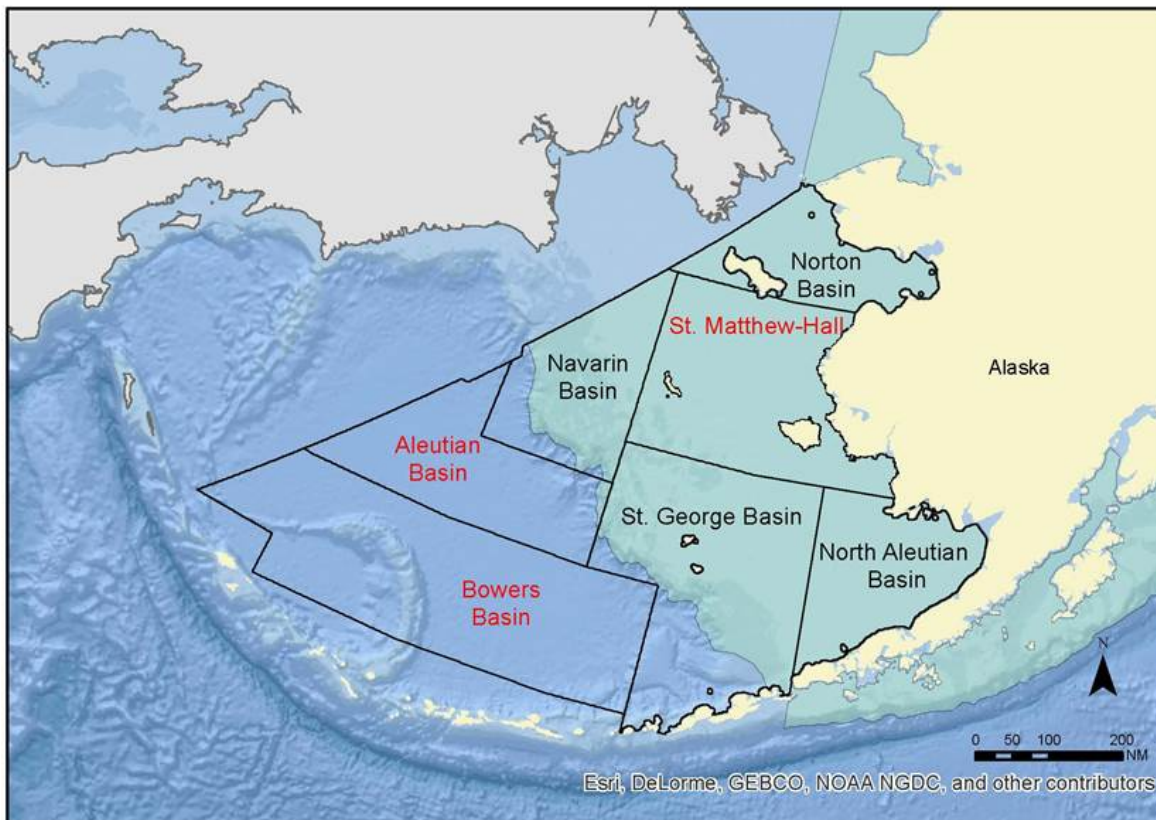 Norton
Basin
St. Matthew-Hall
Navarin
Basin
Alaska
Aleutian
Basin
St. George Basin
North Aleutian
Basin
Bowers
Basin
N
0 50 100 200
NM
Esri, DeLorme, GEBCO, NOAA NGDC, and other contributors